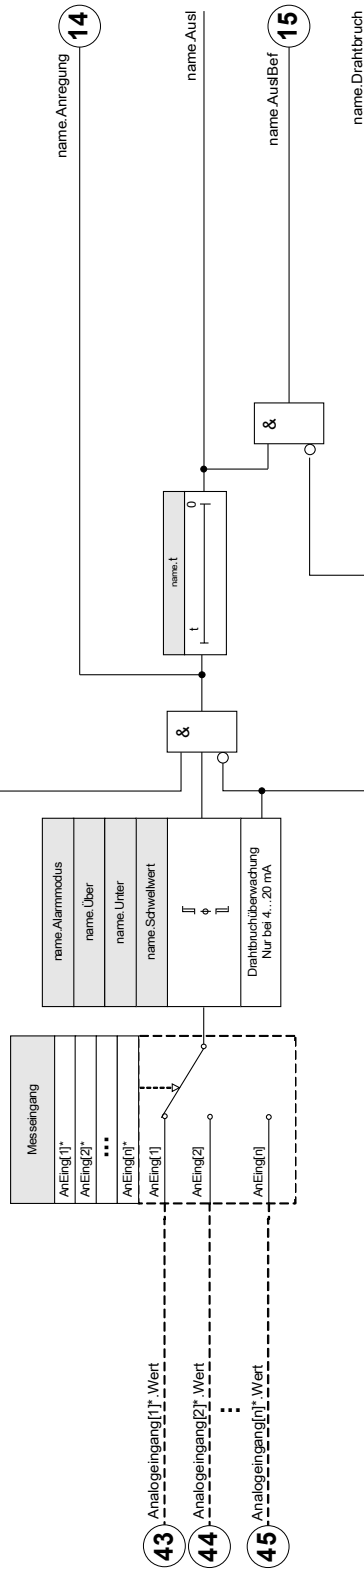 43
Analogeingang[1]*.Wert
44
Analogeingang[2]*.Wert
...
45
Analogeingang[n]*.Wert
Messeingang
AnEing[1]*
AnEing[2]*
...
AnEing[n]*
AnEing[1]
AnEing[2]
AnEing[n]
name.Alarmmodus
name.Über
name.Unter
name.Schwellwert
φ
Drahtbruchüberwachung
Nur bei 4…20 mA
&
name.t
t
0
&
name.Anregung
14
name.Ausl
name.AuslBef
15
name.Drahtbruch